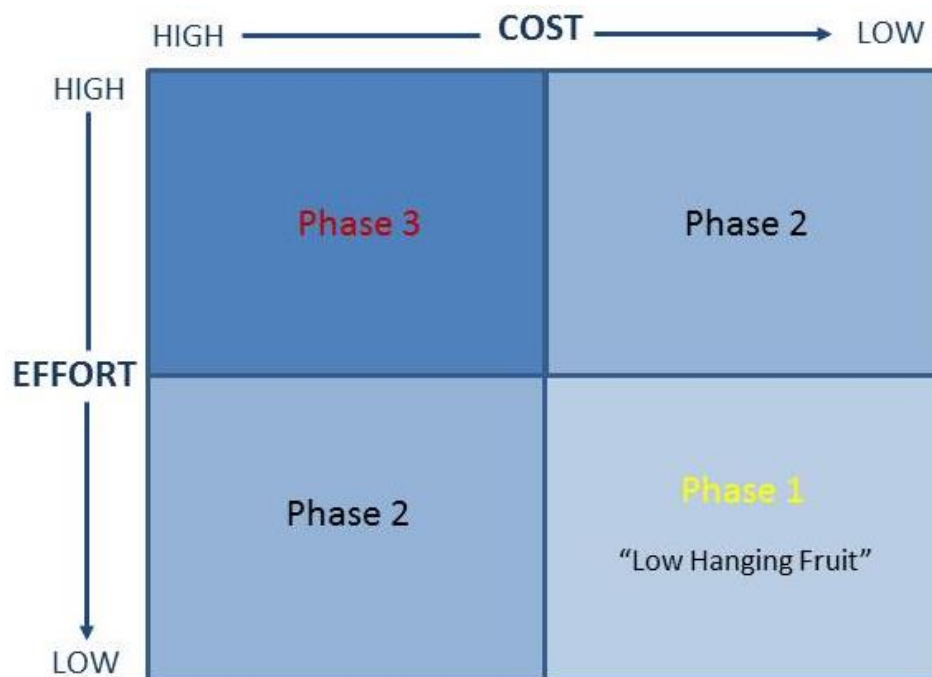 HIGH COST LOW
HIGH
Phase 3 Phase 2
EFFORT
Phase 2 Phase 1
“Low Hanging Fruit”
LOW